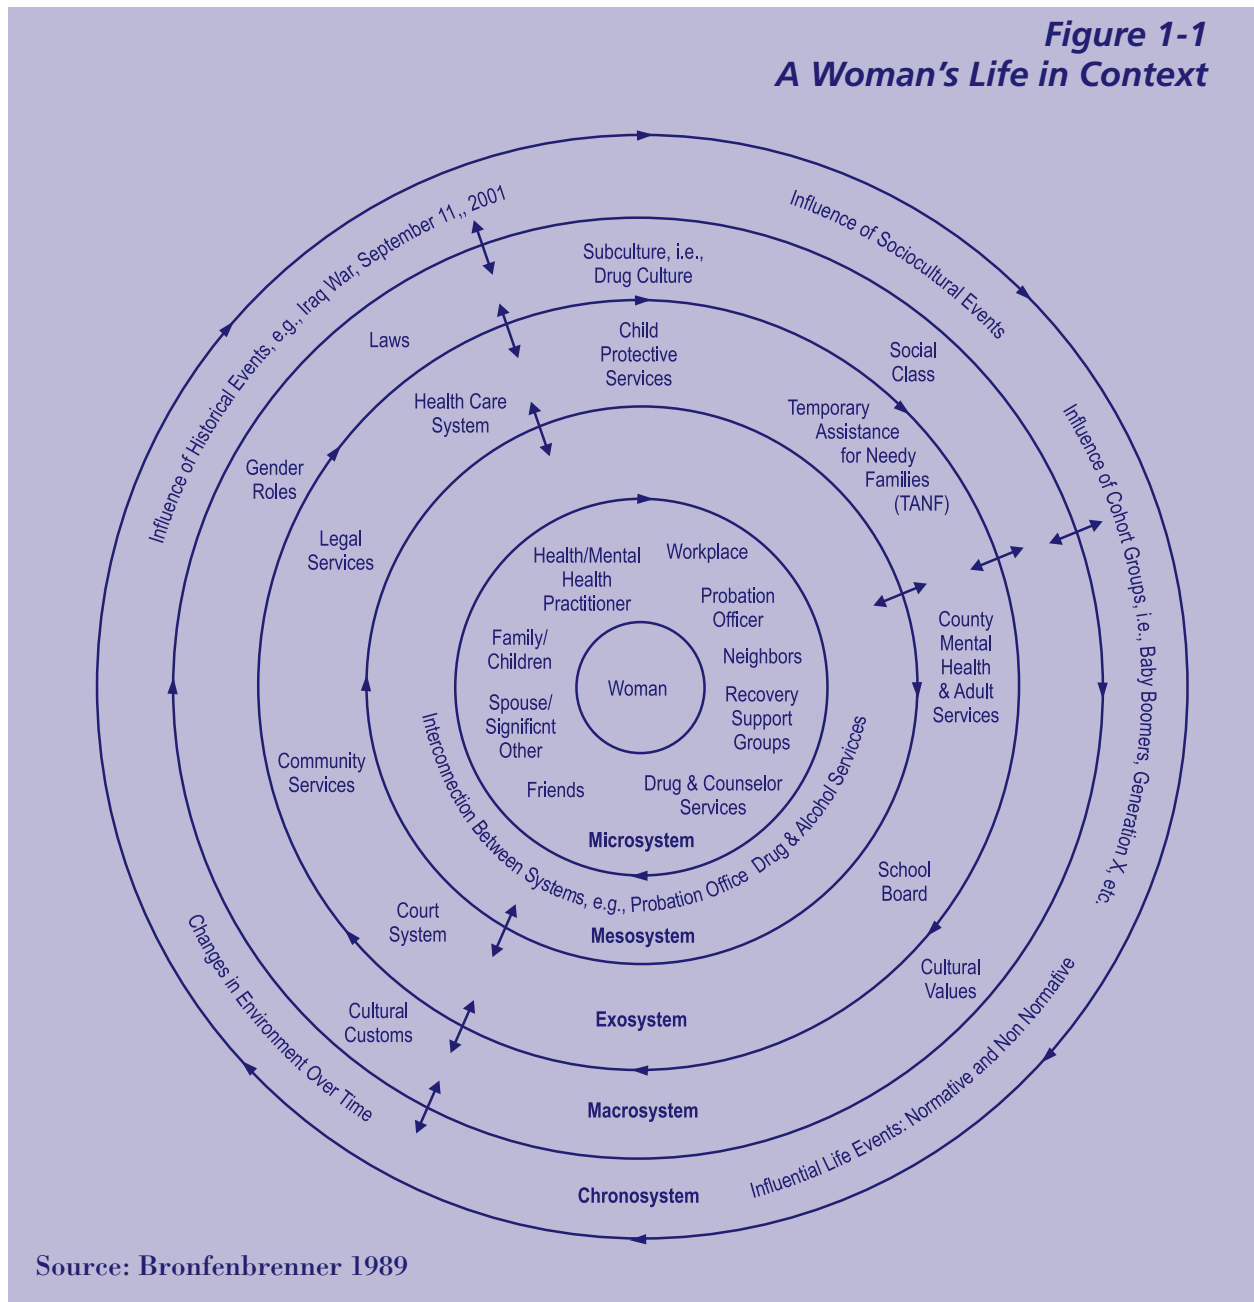 Figure 1-1
A Woman's Life in Context
Influence of Historical Events, e.g., Iraq War, September 11,, 2001
Influence of Sociocultural Events
Influence of Cohort Groups, i.e., Baby Boomers, Generation X, etc.
Influential Life Events: Normative and Non Normative
Changes in Environment Over Time
Chronosystem
Subculture, i.e.,
Drug Culture
Laws
Social
Class
Gender
Roles
Cultural
Values
Cultural
Customs
Macrosystem
Child
Protective
Services
Health Care
System
Temporary
Assistance
for Needy
Families
(TANF)
Legal
Services
County
Mental
Health
& Adult
Services
Community
Services
School
Board
Court
System
Exosystem
Interconnection Between Systems, e.g., Probation Office Drug & Alcohol Serviices
Mesosystem
Health/Mental
Health
Practitioner
Workplace
Probation
Officer
Family/
Children
Neighbors
Woman
Spouse/
Significnt
Other
Recovery
Support
Groups
Friends
Drug & Counselor
Services
Microsystem
Source: Bronfenbrenner 1989